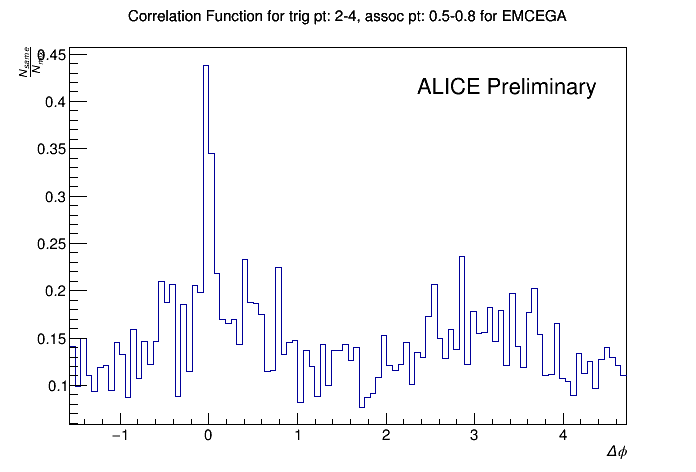 Correlation Function for trig pt: 2-4, assoc pt: 0.5-0.8 for EMCEGA
ALICE Preliminary
N_same
0.45
0.4
0.35
0.3
0.25
0.2
0.15
0.1
−1 0 1 2 3 4
Δϕ